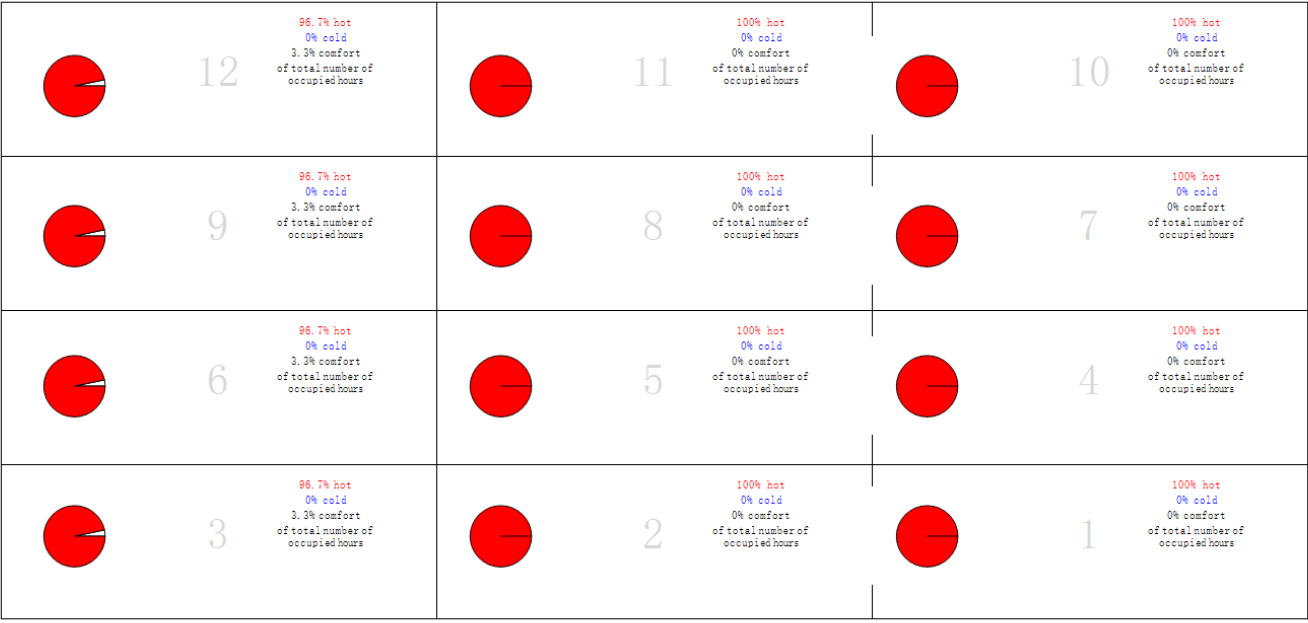 12
96.7% hot
0% cold
3.3% comfort
of total number of
occupied hours
11
100% hot
0% cold
0% comfort
of total number of
occupied hours
10
100% hot
0% cold
0% comfort
of total number of
occupied hours
9
96.7% hot
0% cold
3.3% comfort
of total number of
occupied hours
8
100% hot
0% cold
0% comfort
of total number of
occupied hours
7
100% hot
0% cold
0% comfort
of total number of
occupied hours
6
96.7% hot
0% cold
3.3% comfort
of total number of
occupied hours
5
100% hot
0% cold
0% comfort
of total number of
occupied hours
4
100% hot
0% cold
0% comfort
of total number of
occupied hours
3
96.7% hot
0% cold
3.3% comfort
of total number of
occupied hours
2
100% hot
0% cold
0% comfort
of total number of
occupied hours
1
100% hot
0% cold
0% comfort
of total number of
occupied hours